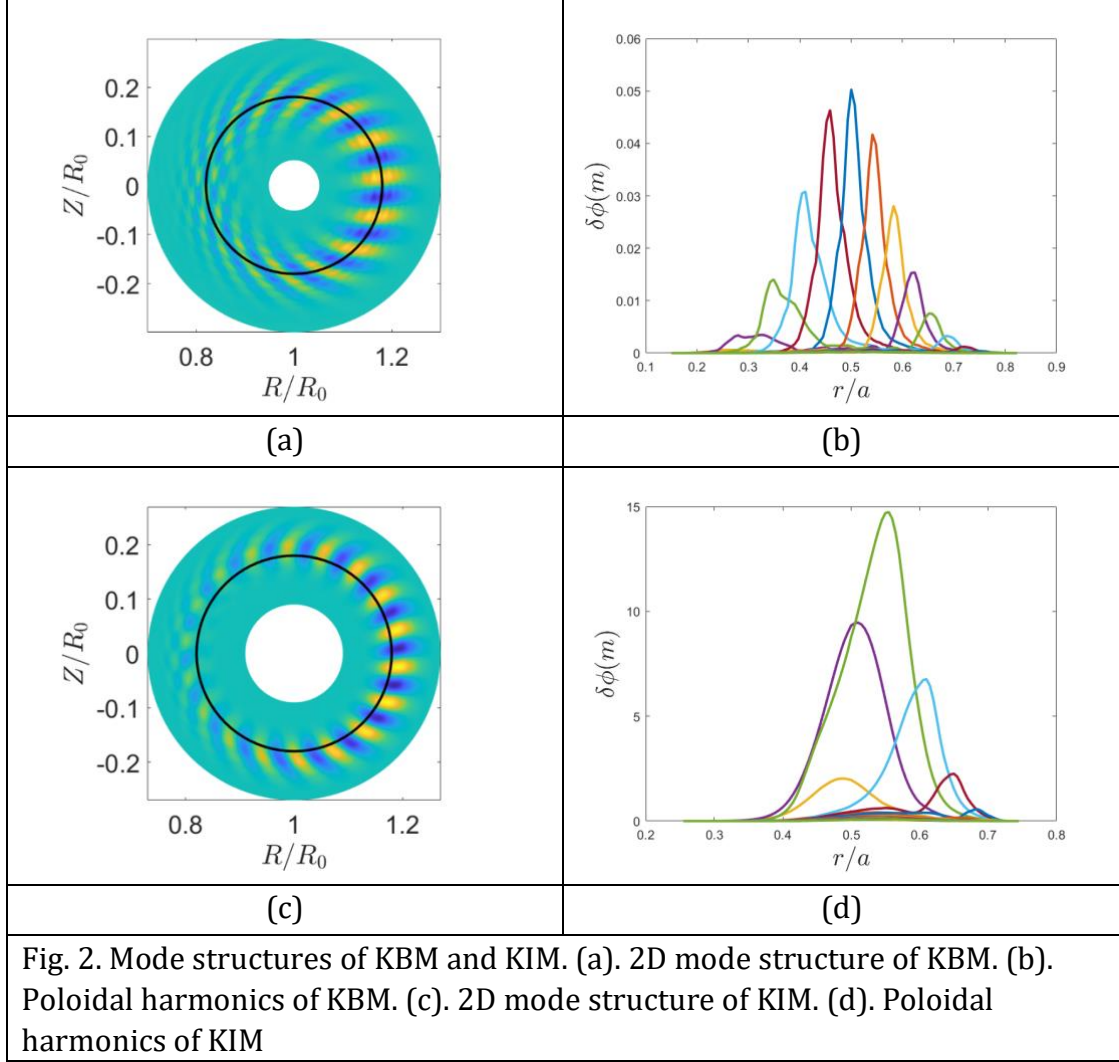 0.2
0.1
0
-0.1
-0.2
Z/R₀
0.8 1 1.2
R/R₀
0.06
0.05
0.04
0.03
0.02
0.01
0
δϕ(m)
0.1 0.2 0.3 0.4 0.5 0.6 0.7 0.8 0.9
r/a
(a)
(b)
0.2
0.1
0
-0.1
-0.2
Z/R₀
0.8 1 1.2
R/R₀
15
10
5
0
δϕ(m)
0.2 0.3 0.4 0.5 0.6 0.7 0.8
r/a
(c)
(d)
Fig. 2. Mode structures of KBM and KIM. (a). 2D mode structure of KBM. (b).
Poloidal harmonics of KBM. (c). 2D mode structure of KIM. (d). Poloidal
harmonics of KIM